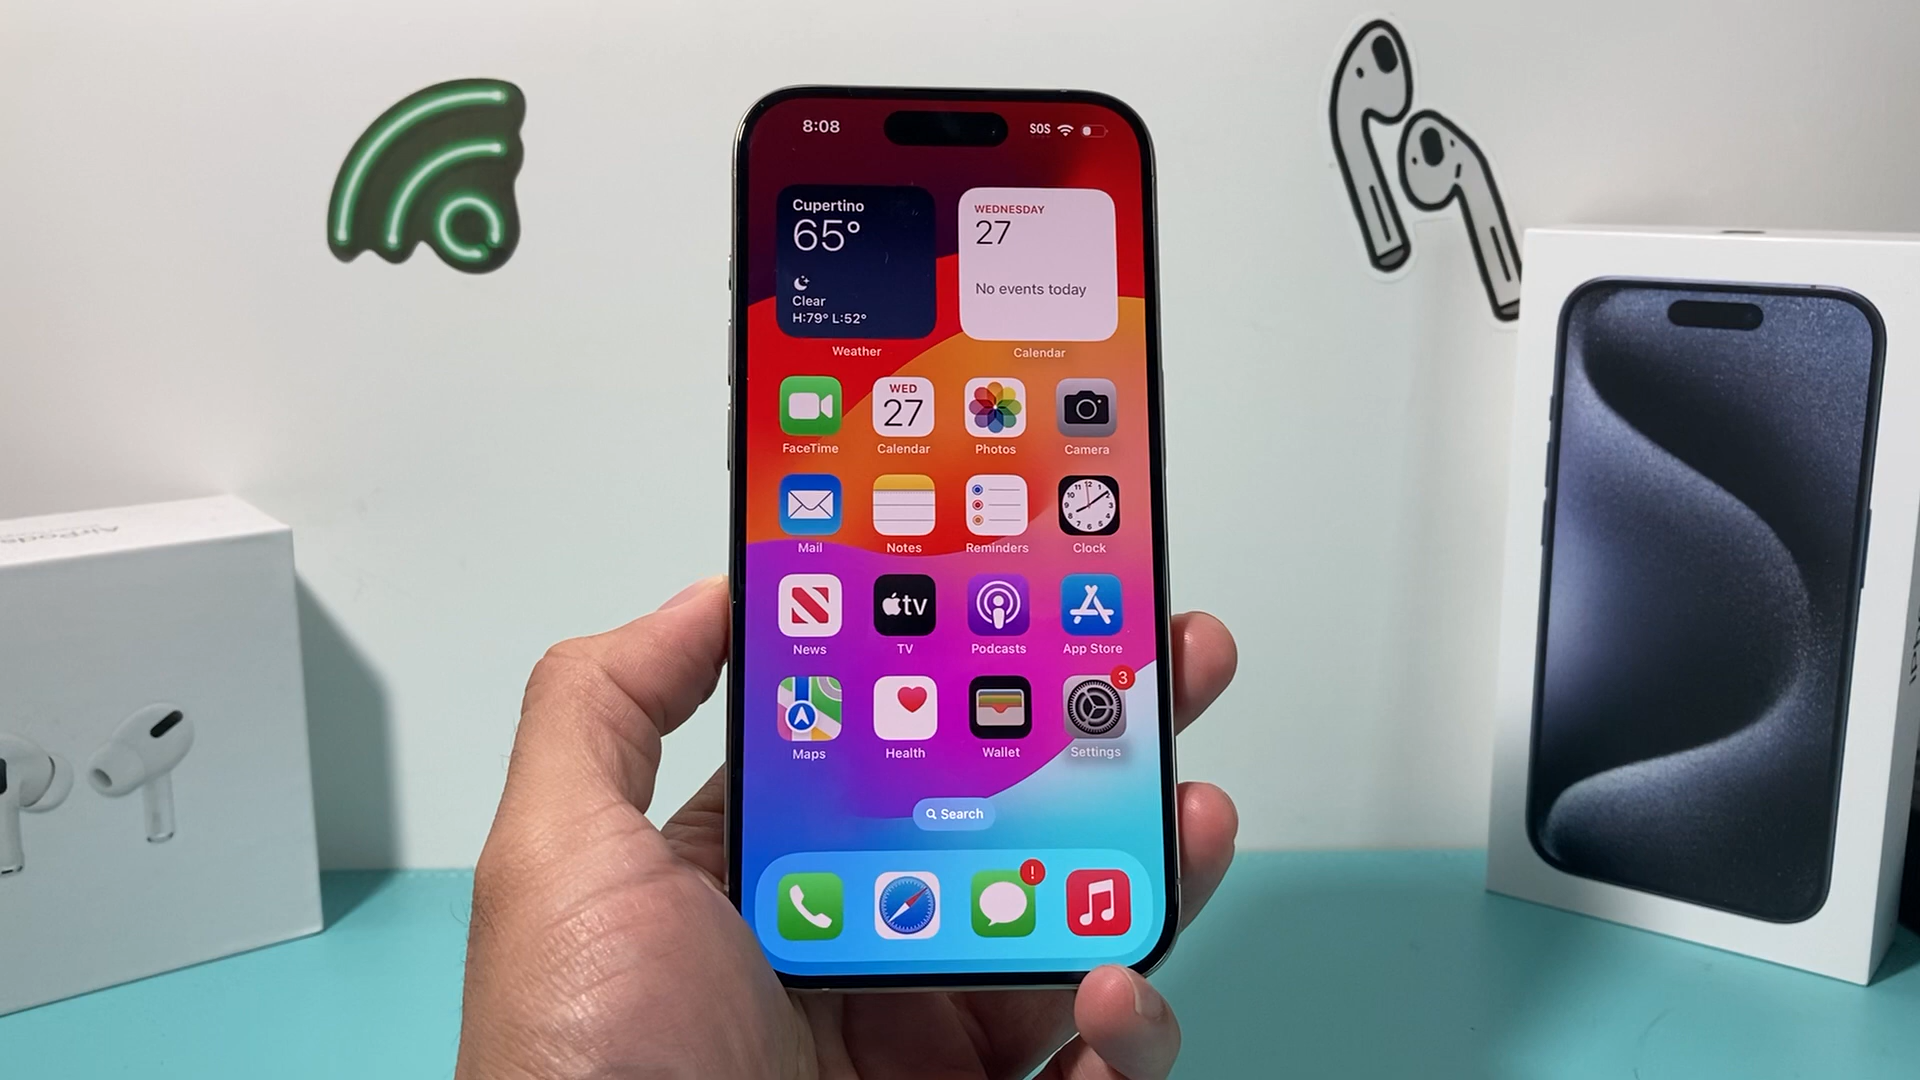 8:08
SOS
Cupertino
65°
Clear
H:79° L:52°
Weather
WEDNESDAY
27
No events today
Calendar
FaceTime
WED
27
Calendar
Photos
Camera
Mail
Notes
Reminders
Clock
News
tv
TV
Podcasts
App Store
Maps
Health
Wallet
3
Settings
Search
!
AirPods